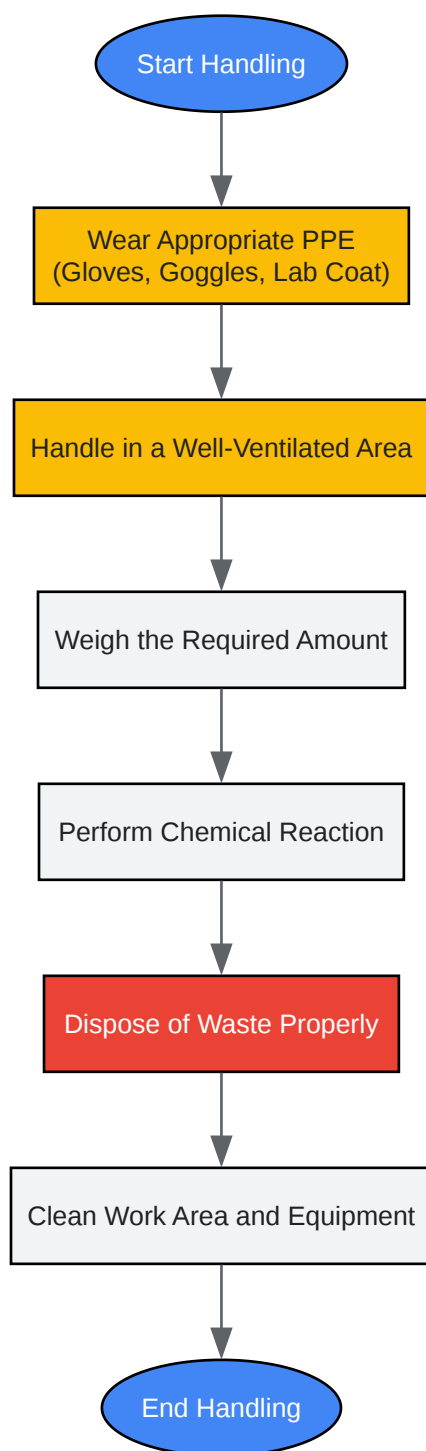 Start Handling
Wear Appropriate PPE
(Gloves, Goggles, Lab Coat)
Handle in a Well-Ventilated Area
Weigh the Required Amount
Perform Chemical Reaction
Dispose of Waste Properly
Clean Work Area and Equipment
End Handling